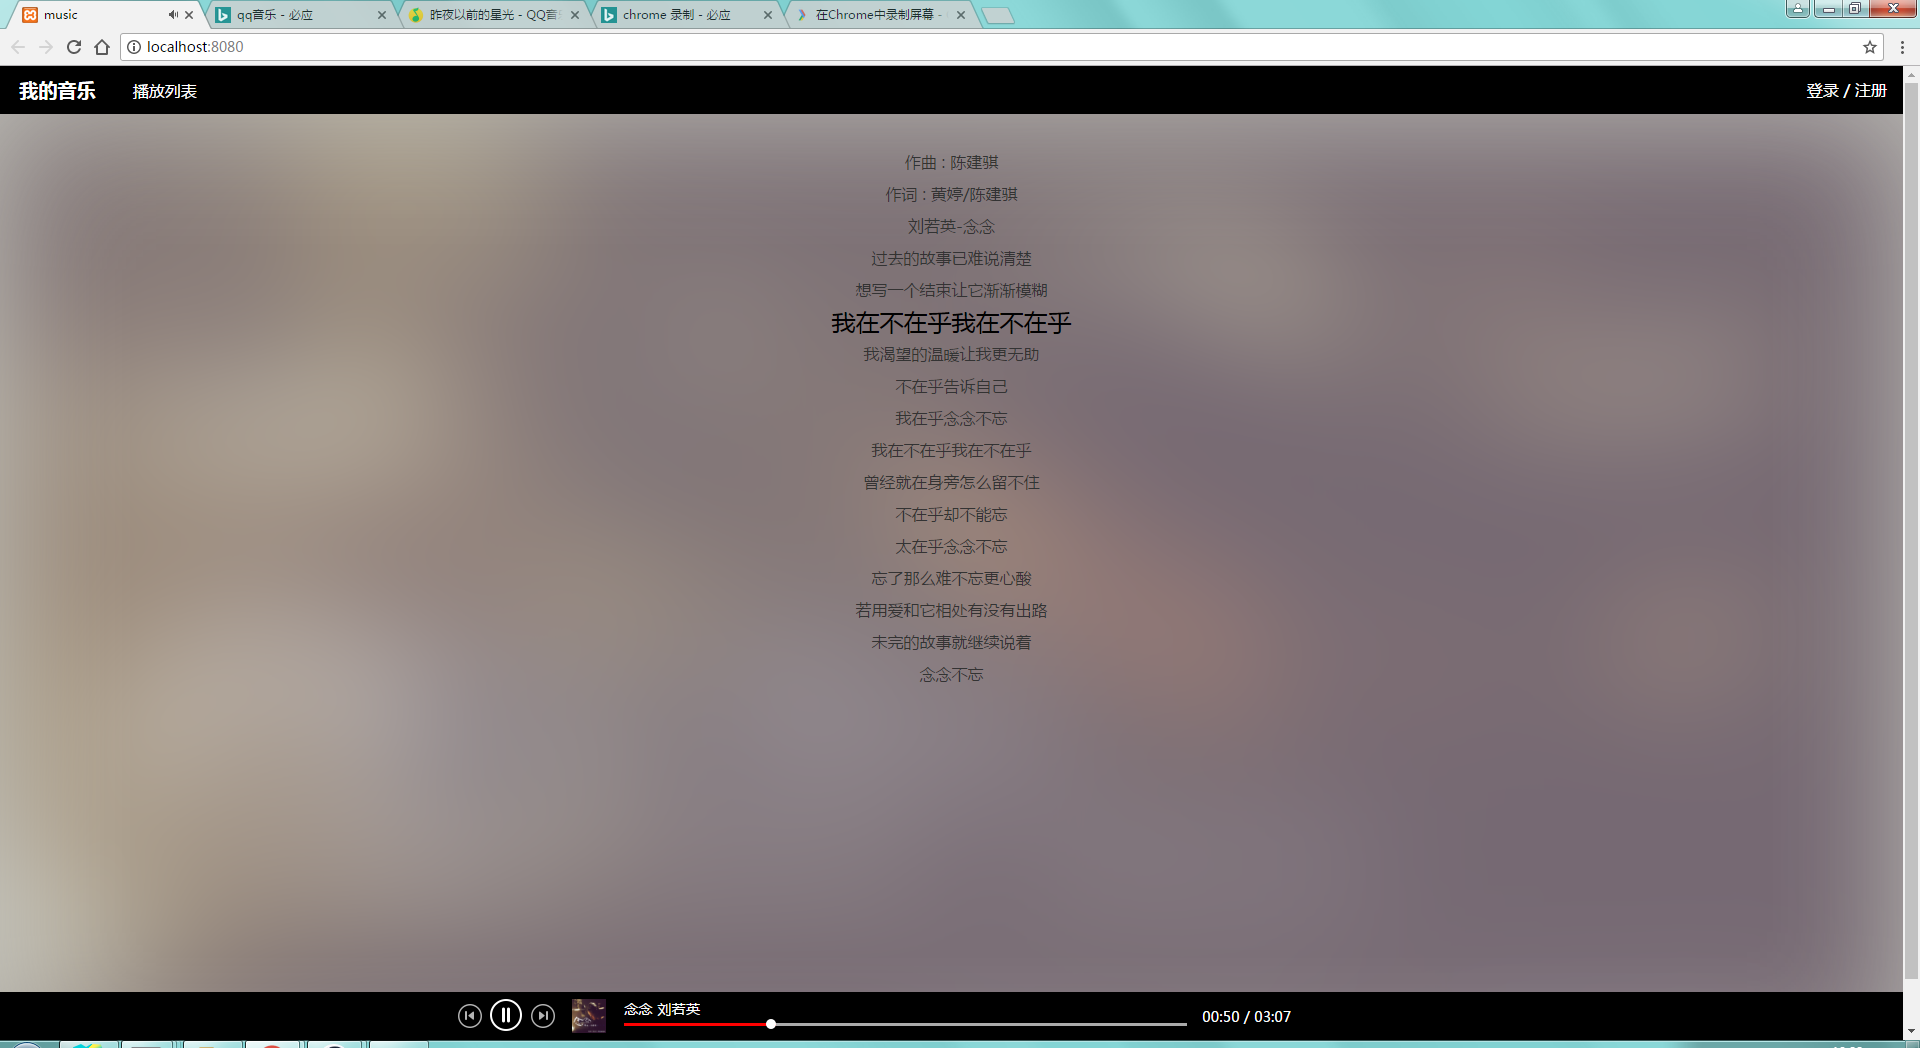 music
qq音乐 - 必应
昨夜以前的星光 - QQ音
chrome 录制 - 必应
在Chrome中录制屏幕 -
localhost:8080
我的音乐 播放列表 登录 / 注册
作曲 : 陈建骐
作词 : 黄婷/陈建骐
刘若英-念念
过去的故事已难说清楚
想写一个结束让它渐渐模糊
我在不在乎我在不在乎
我渴望的温暖让我更无助
不在乎告诉自己
我在乎念念不忘
我在不在乎我在不在乎
曾经就在身旁怎么留不住
不在乎却不能忘
太在乎念念不忘
忘了那么难不忘更心酸
若用爱和它相处有没有出路
未完的故事就继续说着
念念不忘
念念 刘若英
00:50 / 03:07